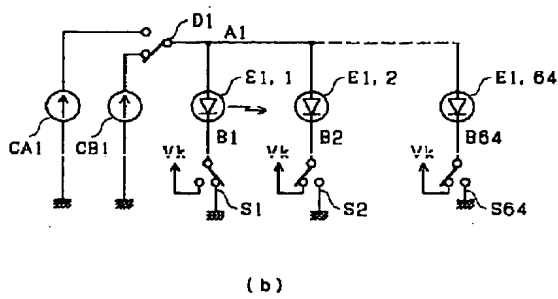 D1
A1
E1, 1
E1, 2
E1, 64
CA1
CB1
B1
B2
B64
Vk
Vk
Vk
S1
S2
S64
(b)